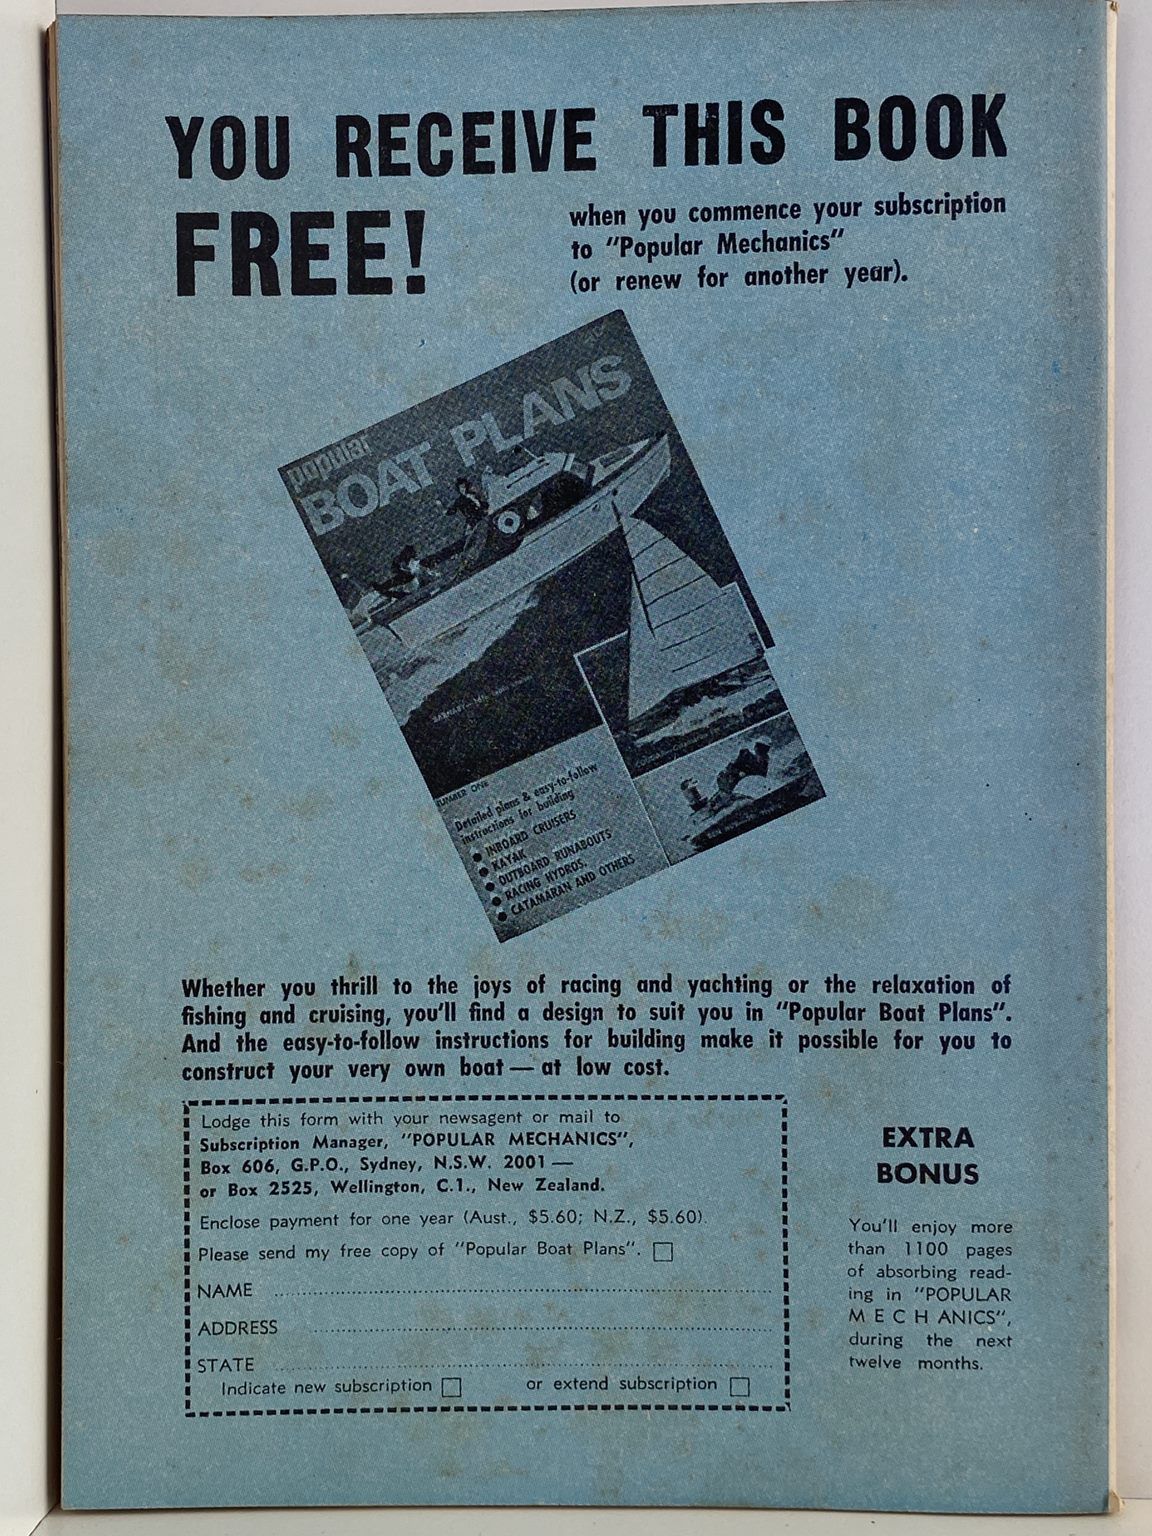 YOU RECEIVE THIS BOOK
FREE!
when you commence your subscription
to "Popular Mechanics"
(or renew for another year).
popular
BOAT PLANS
NUMBER ONE
Detailed plans & easy-to-follow
instructions for building
● INBOARD CRUISERS
● KAYAK
● OUTBOARD RUNABOUTS
● RACING HYDROS.
● CATAMARAN AND OTHERS
Whether you thrill to the joys of racing and yachting or the relaxation of
fishing and cruising, you'll find a design to suit you in "Popular Boat Plans".
And the easy-to-follow instructions for building make it possible for you to
construct your very own boat — at low cost.
Lodge this form with your newsagent or mail to
Subscription Manager, "POPULAR MECHANICS",
Box 606, G.P.O., Sydney, N.S.W. 2001 —
or Box 2525, Wellington, C.1., New Zealand.
Enclose payment for one year (Aust., $5.60; N.Z., $5.60).
Please send my free copy of "Popular Boat Plans". □
NAME
ADDRESS
STATE
Indicate new subscription □ or extend subscription □
EXTRA
BONUS
You'll enjoy more
than 1100 pages
of absorbing read-
ing in "POPULAR
M E C H ANICS",
during the next
twelve months.